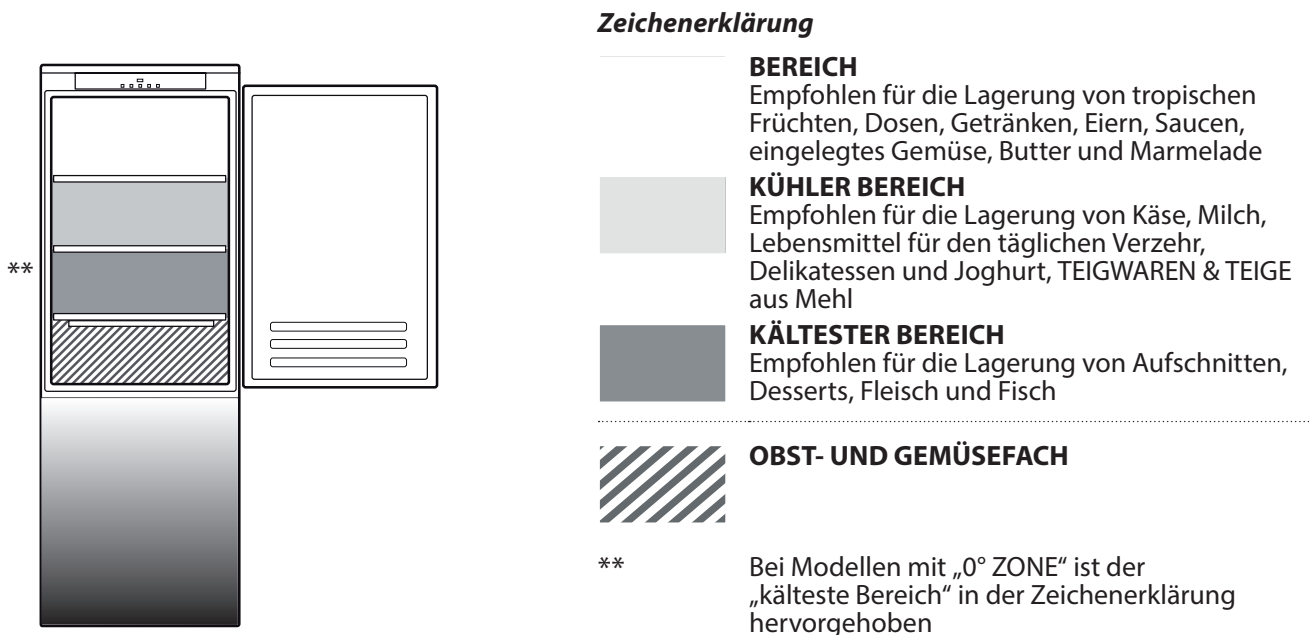 Zeichenerklärung
BEREICH
Empfohlen für die Lagerung von tropischen
Früchten, Dosen, Getränken, Eiern, Saucen,
eingelegtes Gemüse, Butter und Marmelade
KÜHLER BEREICH
Empfohlen für die Lagerung von Käse, Milch,
Lebensmittel für den täglichen Verzehr,
Delikatessen und Joghurt, TEIGWAREN & TEIGE
aus Mehl
**
KÄLTESTER BEREICH
Empfohlen für die Lagerung von Aufschnitten,
Desserts, Fleisch und Fisch
OBST- UND GEMÜSEFACH
** Bei Modellen mit „0° ZONE“ ist der
„kälteste Bereich“ in der Zeichenerklärung
hervorgehoben